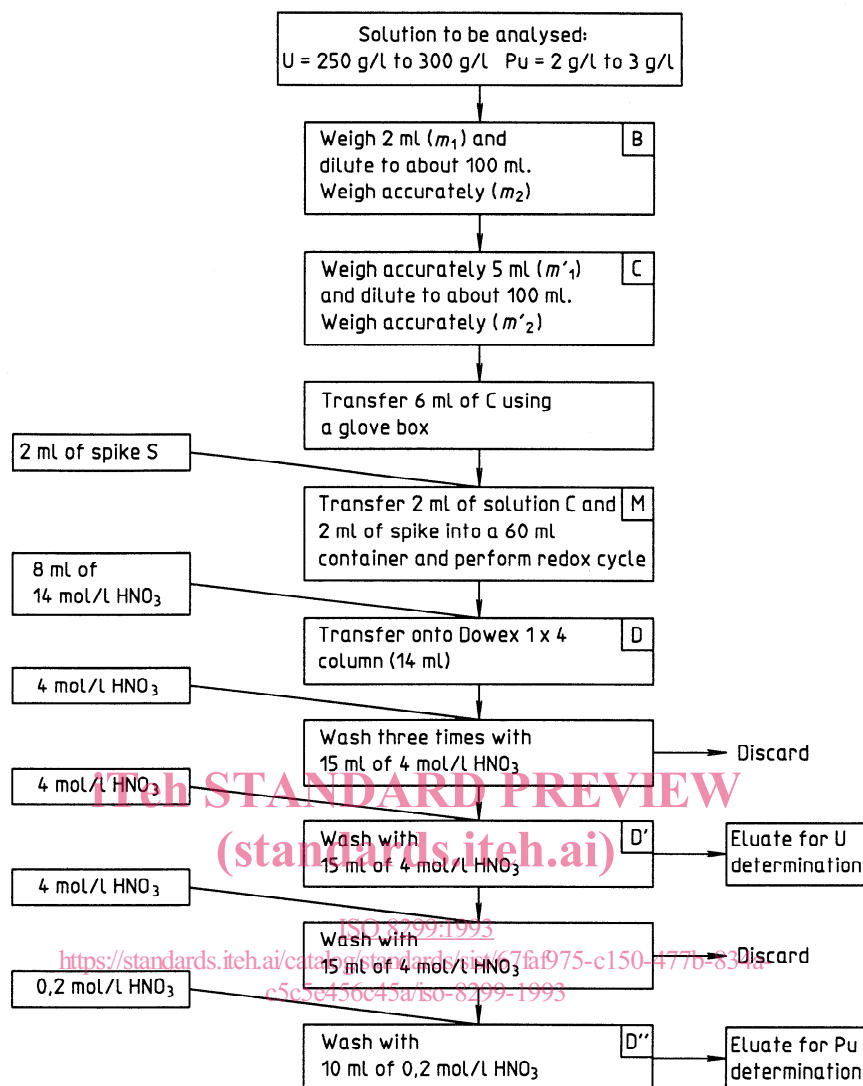 Solution to be analysed:
U = 250 g/l to 300 g/l Pu = 2 g/l to 3 g/l
Weigh 2 ml (m₁) and
dilute to about 100 ml.
Weigh accurately (m₂)
B
Weigh accurately 5 ml (m'₁)
and dilute to about 100 ml.
Weigh accurately (m'₂)
C
Transfer 6 ml of C using
a glove box
2 ml of spike S
Transfer 2 ml of solution C and
2 ml of spike into a 60 ml
container and perform redox cycle
M
8 ml of
14 mol/l HNO₃
Transfer onto Dowex 1 x 4
column (14 ml)
D
4 mol/l HNO₃
Wash three times with
15 ml of 4 mol/l HNO₃
Discard
4 mol/l HNO₃
iTeh STANDARD PREVIEW
(standards.iteh.ai)
Wash with
15 ml of 4 mol/l HNO₃
D'
Eluate for U
determination
4 mol/l HNO₃
ISO 8299:1993
Wash with
15 ml of 4 mol/l HNO₃
Discard
https://standards.iteh.ai/catalog/standards/sist/67faf975-c150-477b-834a-
c5c5e456c45a/iso-8299-1993
0,2 mol/l HNO₃
Wash with
10 ml of 0,2 mol/l HNO₃
D''
Eluate for Pu
determination